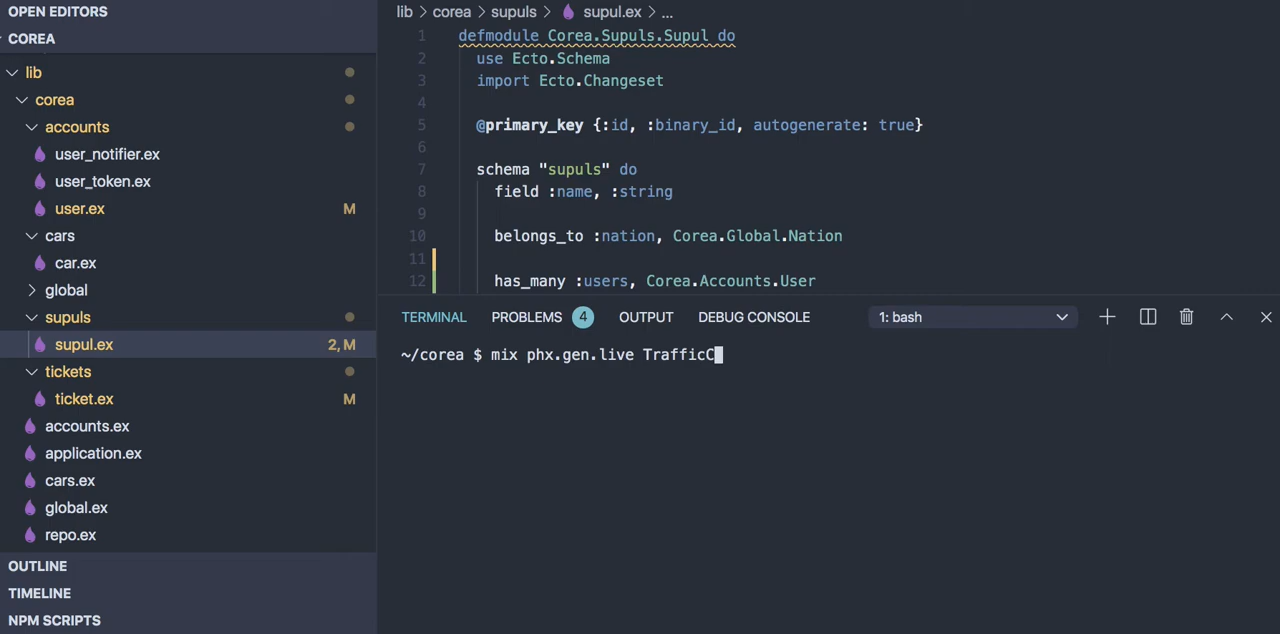 OPEN EDITORS
COREA
lib
corea
accounts
user_notifier.ex
user_token.ex
user.ex M
cars
car.ex
global
supuls
supul.ex 2, M
tickets
ticket.ex M
accounts.ex
application.ex
cars.ex
global.ex
repo.ex
OUTLINE
TIMELINE
NPM SCRIPTS
lib > corea > supuls > supul.ex > ...
1 defmodule Corea.Supuls.Supul do
2 use Ecto.Schema
3 import Ecto.Changeset
4
5 @primary_key {:id, :binary_id, autogenerate: true}
6
7 schema "supuls" do
8 field :name, :string
9
10 belongs_to :nation, Corea.Global.Nation
11
12 has_many :users, Corea.Accounts.User
TERMINAL PROBLEMS 4 OUTPUT DEBUG CONSOLE 1: bash
~/corea $ mix phx.gen.live TrafficC